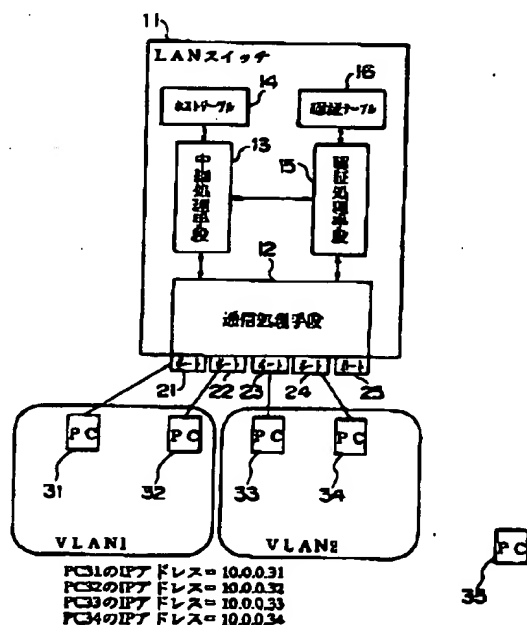 11
LANスイッチ
14
16
ホストテーブル
認証テーブル
13
15
中継処理手段
認証処理手段
12
通信処理手段
ポート ポート ポート ポート ポート
21 22 23 24 25
PC PC PC PC
31 32 33 34
VLAN1 VLAN2
PC
35
PC31のIPアドレス=10.0.0.31
PC32のIPアドレス=10.0.0.32
PC33のIPアドレス=10.0.0.33
PC34のIPアドレス=10.0.0.34